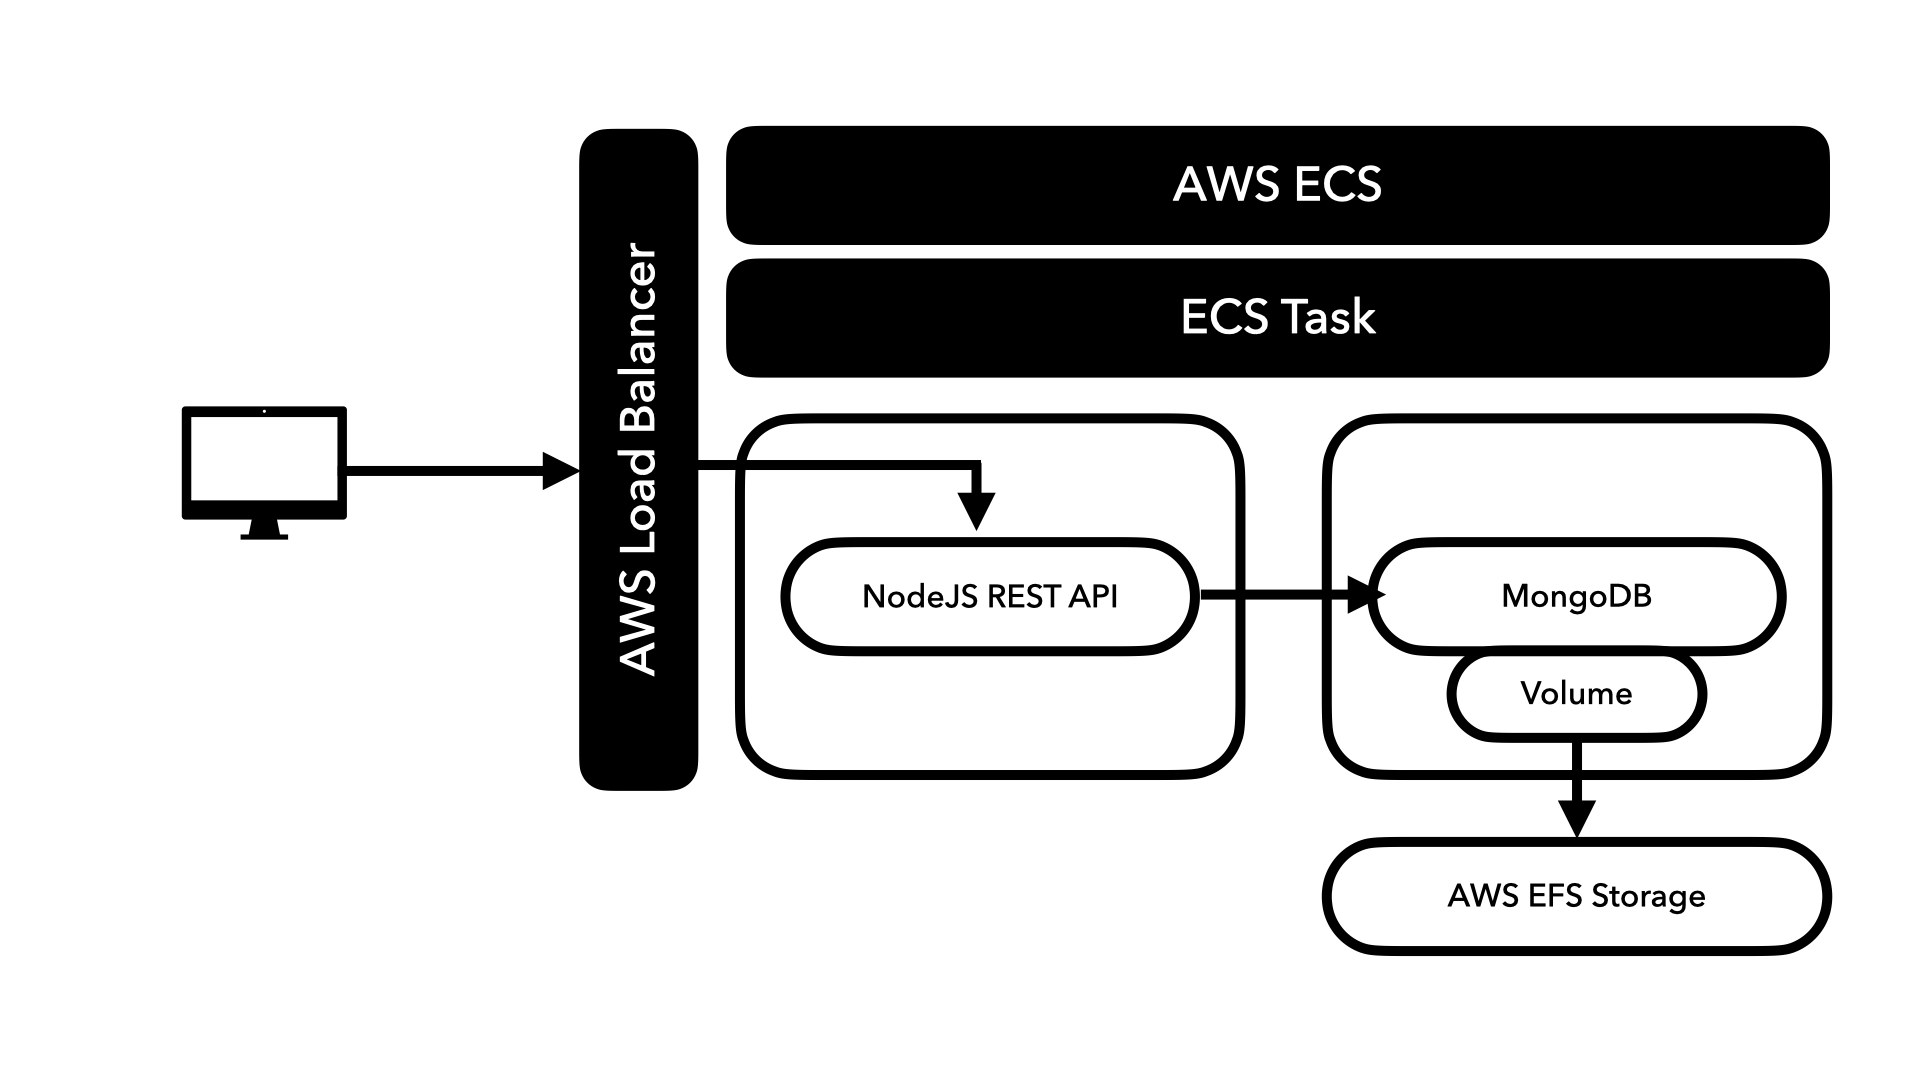 AWS Load Balancer
AWS ECS
ECS Task
NodeJS REST API
MongoDB
Volume
AWS EFS Storage